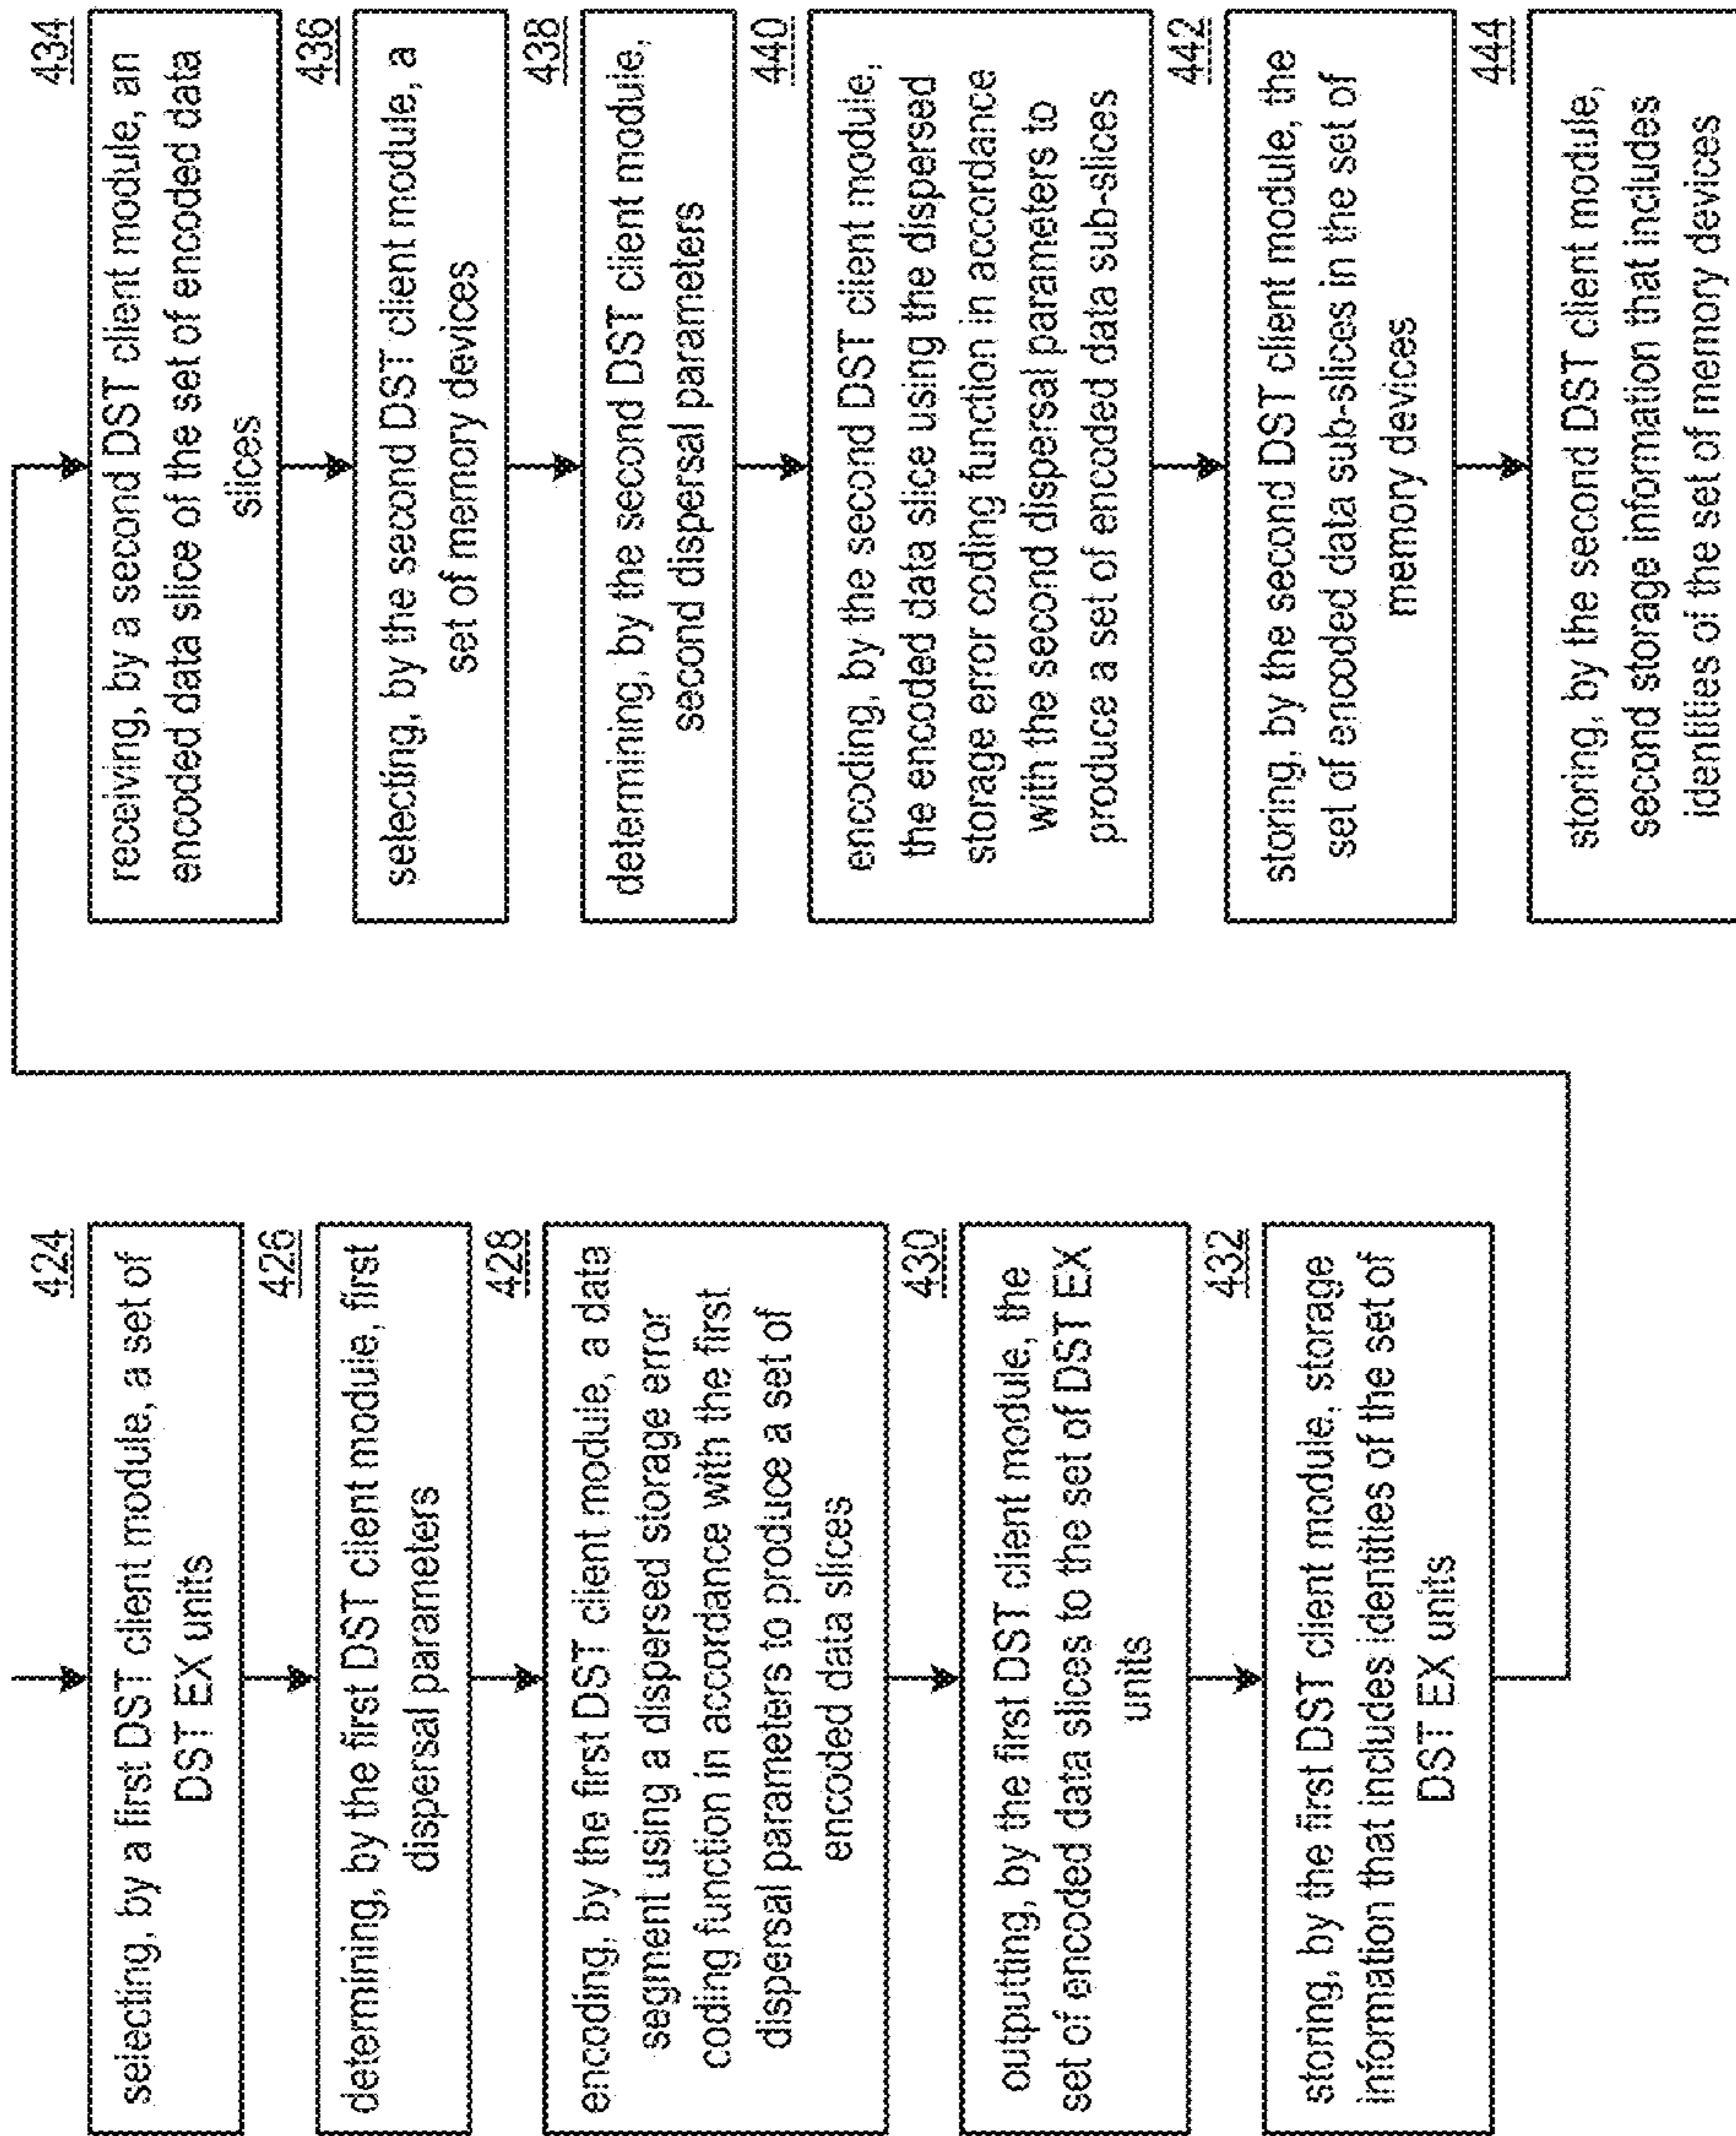 424
selecting, by a first DST client module, a set of
DST EX units
426
determining, by the first DST client module, first
dispersal parameters
428
encoding, by the first DST client module, a data
segment using a dispersed storage error
coding function in accordance with the first
dispersal parameters to produce a set of
encoded data slices
430
outputting, by the first DST client module, the
set of encoded data slices to the set of DST EX
units
432
storing, by the first DST client module, storage
information that includes identities of the set of
DST EX units
434
receiving, by a second DST client module, an
encoded data slice of the set of encoded data
slices
436
selecting, by the second DST client module, a
set of memory devices
438
determining, by the second DST client module,
second dispersal parameters
440
encoding, by the second DST client module,
the encoded data slice using the dispersed
storage error coding function in accordance
with the second dispersal parameters to
produce a set of encoded data sub-slices
442
storing, by the second DST client module, the
set of encoded data sub-slices in the set of
memory devices
444
storing, by the second DST client module,
second storage information that includes
identities of the set of memory devices